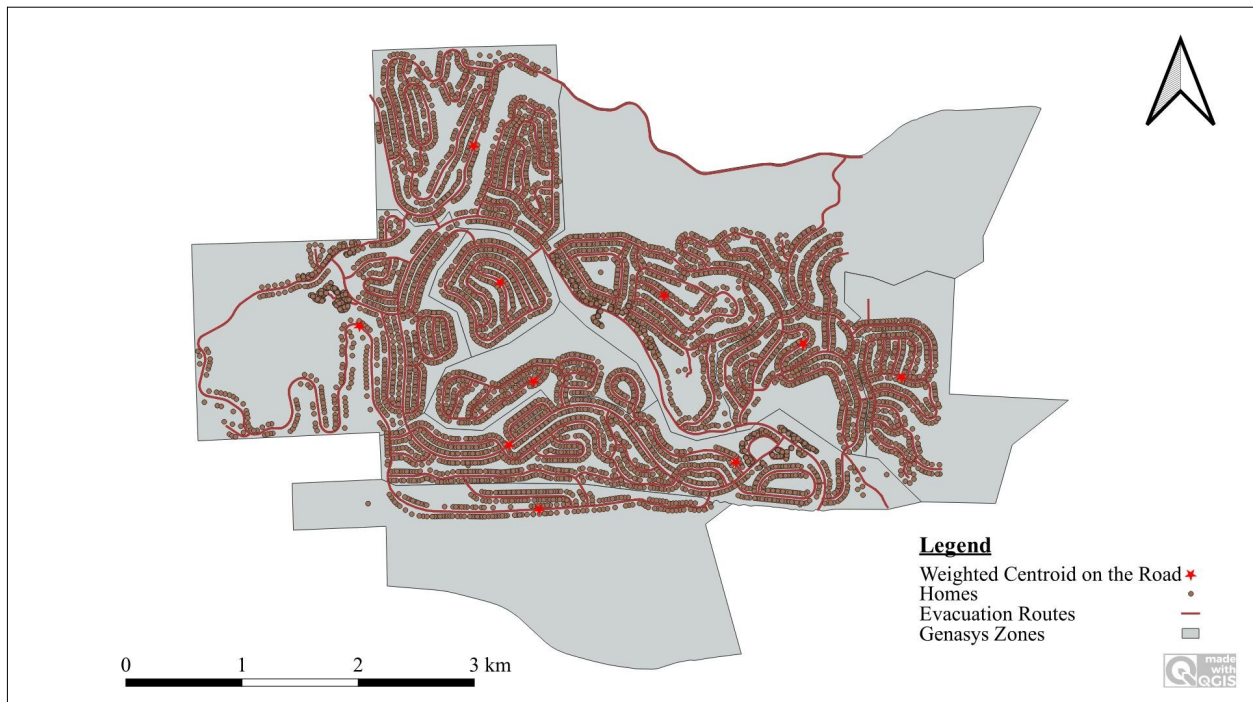 Legend
Weighted Centroid on the Road
Homes
Evacuation Routes
Genasys Zones
0 1 2 3 km
made
with
QGIS